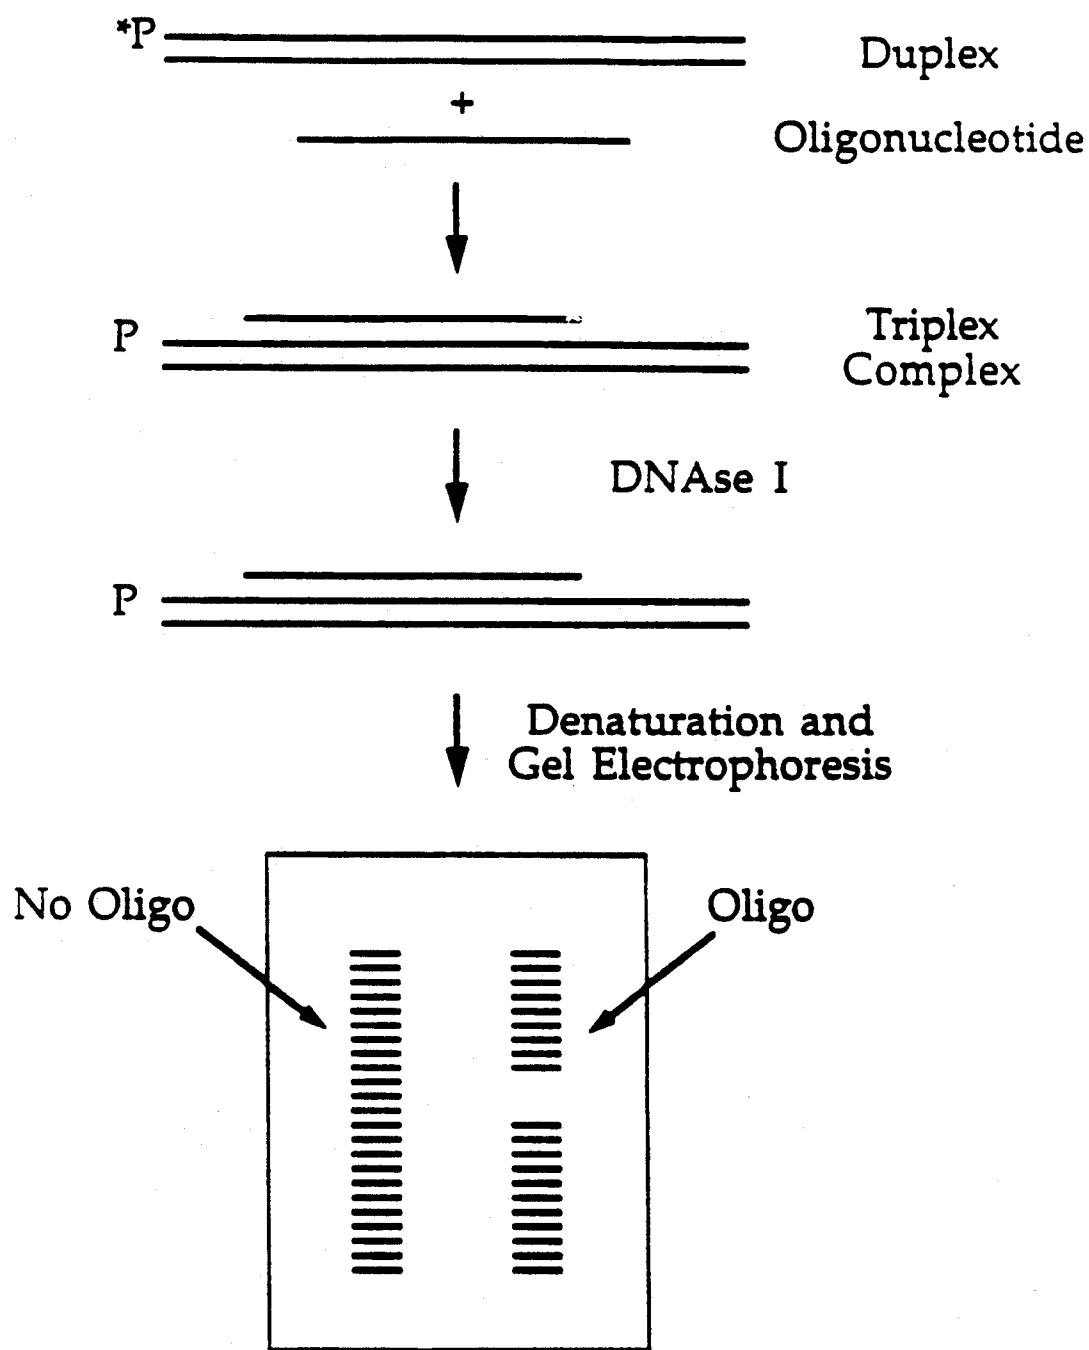 *P
Duplex
+
Oligonucleotide
P
Triplex
Complex
DNAse I
P
Denaturation and
Gel Electrophoresis
No Oligo
Oligo